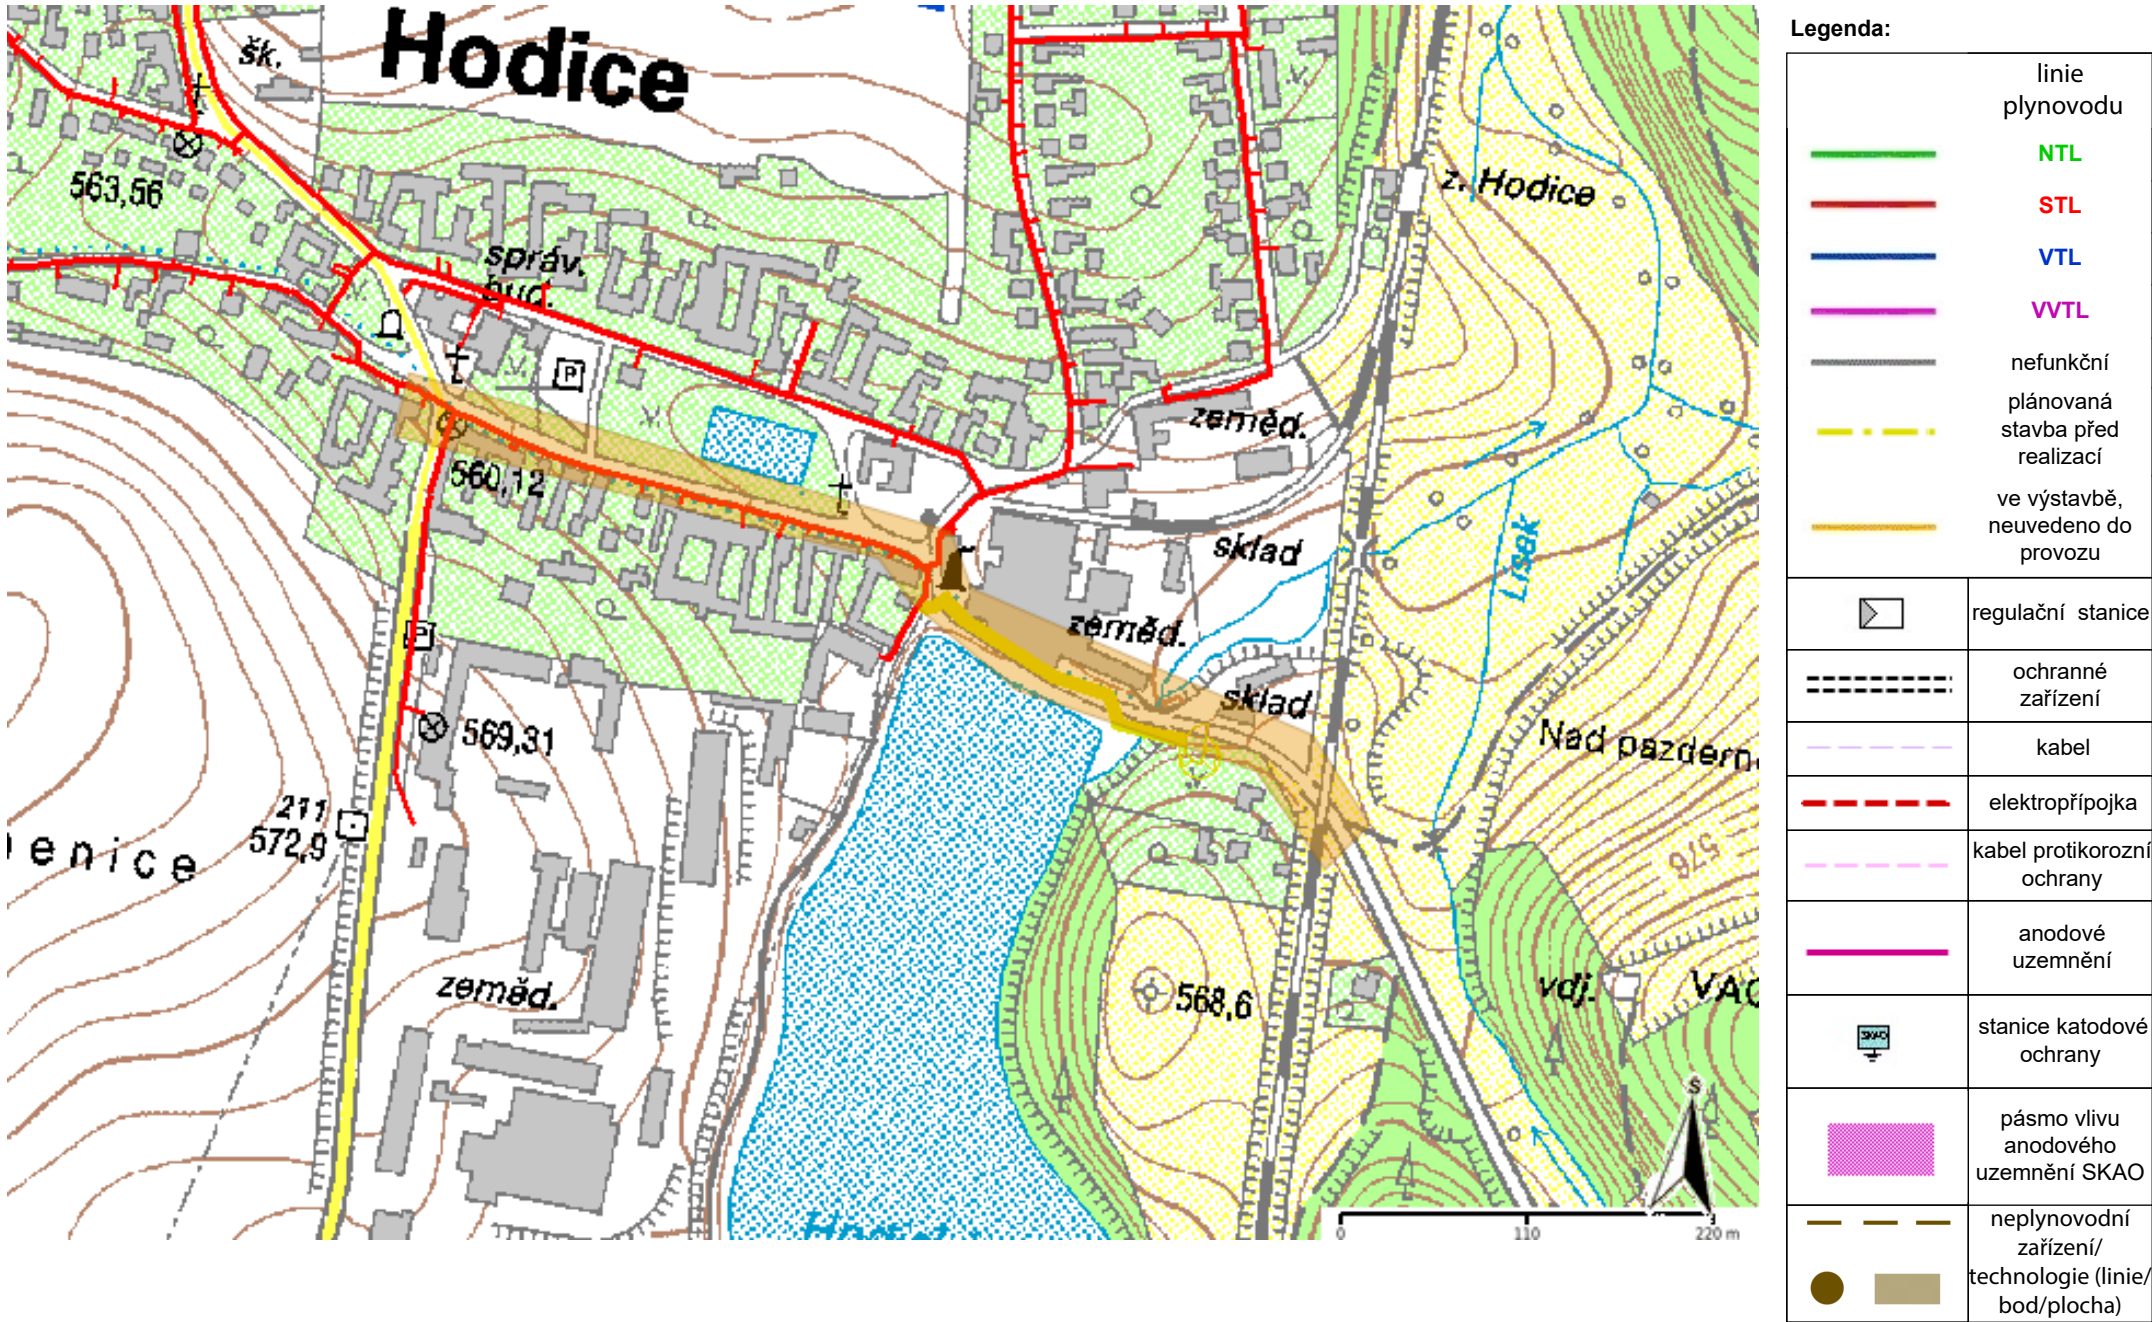 Hodice
šk.
563,56
správ.
bud.
P
560,12
z. Hodice
zeměd.
sklad
Lísek
zeměd.
sklad
P
569,31
211
572,9
enice
Nad pazdern
576
zeměd.
568,6
vdj.
S
0 110 220 m
Legenda:
linie
plynovodu
NTL
STL
VTL
VVTL
nefunkční
plánovaná
stavba před
realizací
ve výstavbě,
neuvedeno do
provozu
regulační stanice
ochranné
zařízení
kabel
elektropřípojka
kabel protikorozní
ochrany
anodové
uzemnění
SKAO
stanice katodové
ochrany
pásmo vlivu
anodového
uzemnění SKAO
neplynovodní
zařízení/
technologie (linie/
bod/plocha)